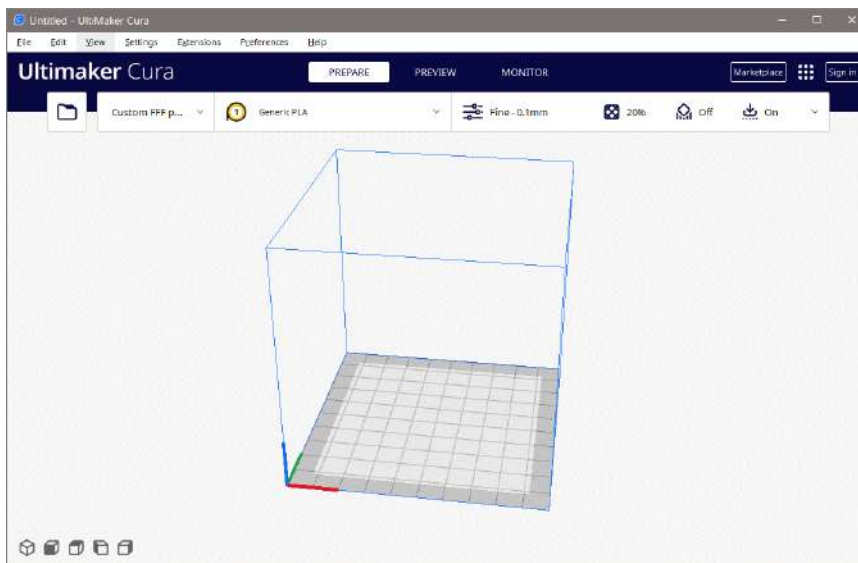 Untitled - UltiMaker Cura
File Edit View Settings Extensions Preferences Help
Ultimaker Cura PREPARE PREVIEW MONITOR Marketplace Sign in
Custom FFF p... 1 Generic PLA Fine - 0.1mm 20% Off On